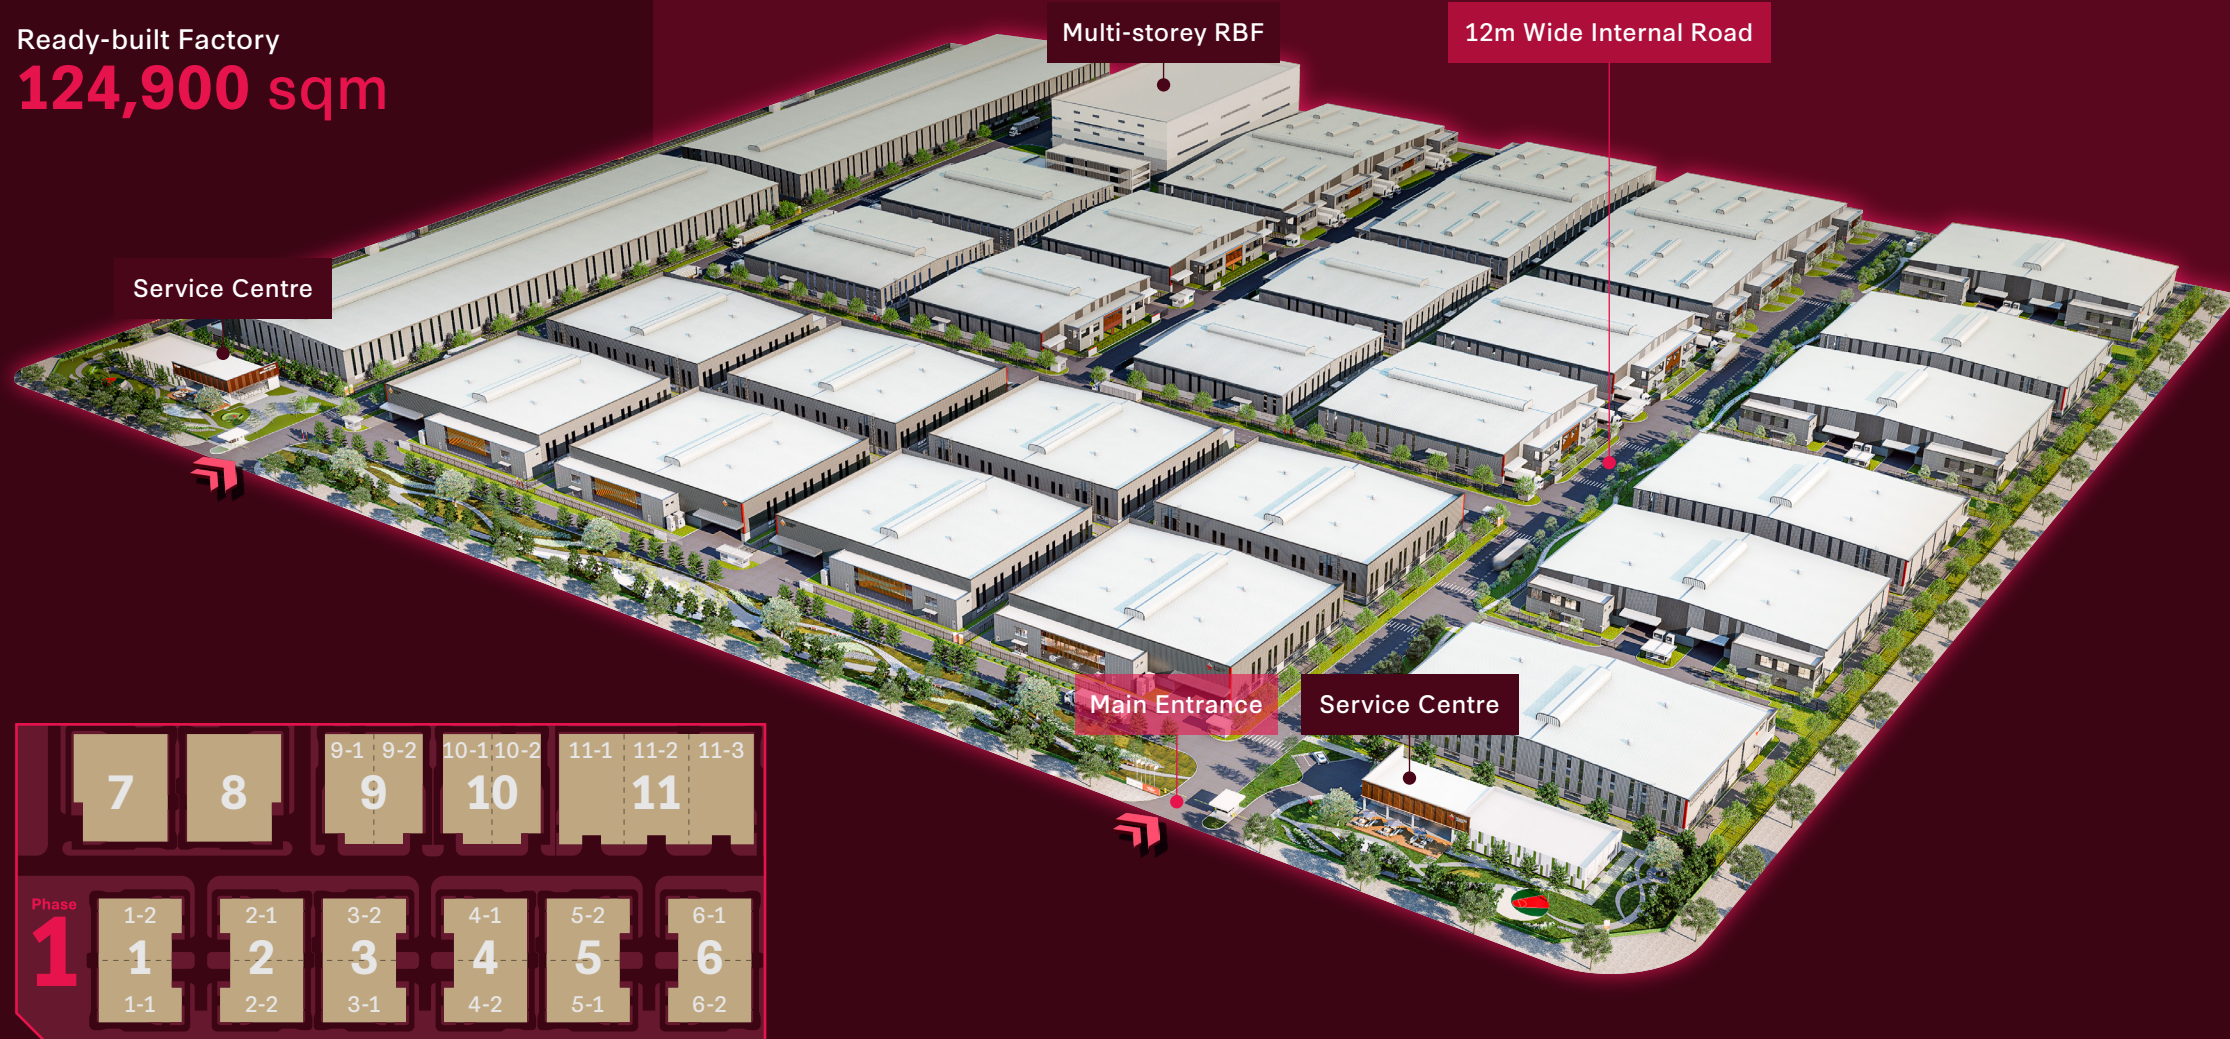 Ready-built Factory
124,900 sqm
Multi-storey RBF
12m Wide Internal Road
Service Centre
Main Entrance
Service Centre
9-1 9-2 10-1 10-2 11-1 11-2 11-3
7 8 9 10 11
Phase
1
1-2 2-1 3-2 4-1 5-2 6-1
1 2 3 4 5 6
1-1 2-2 3-1 4-2 5-1 6-2